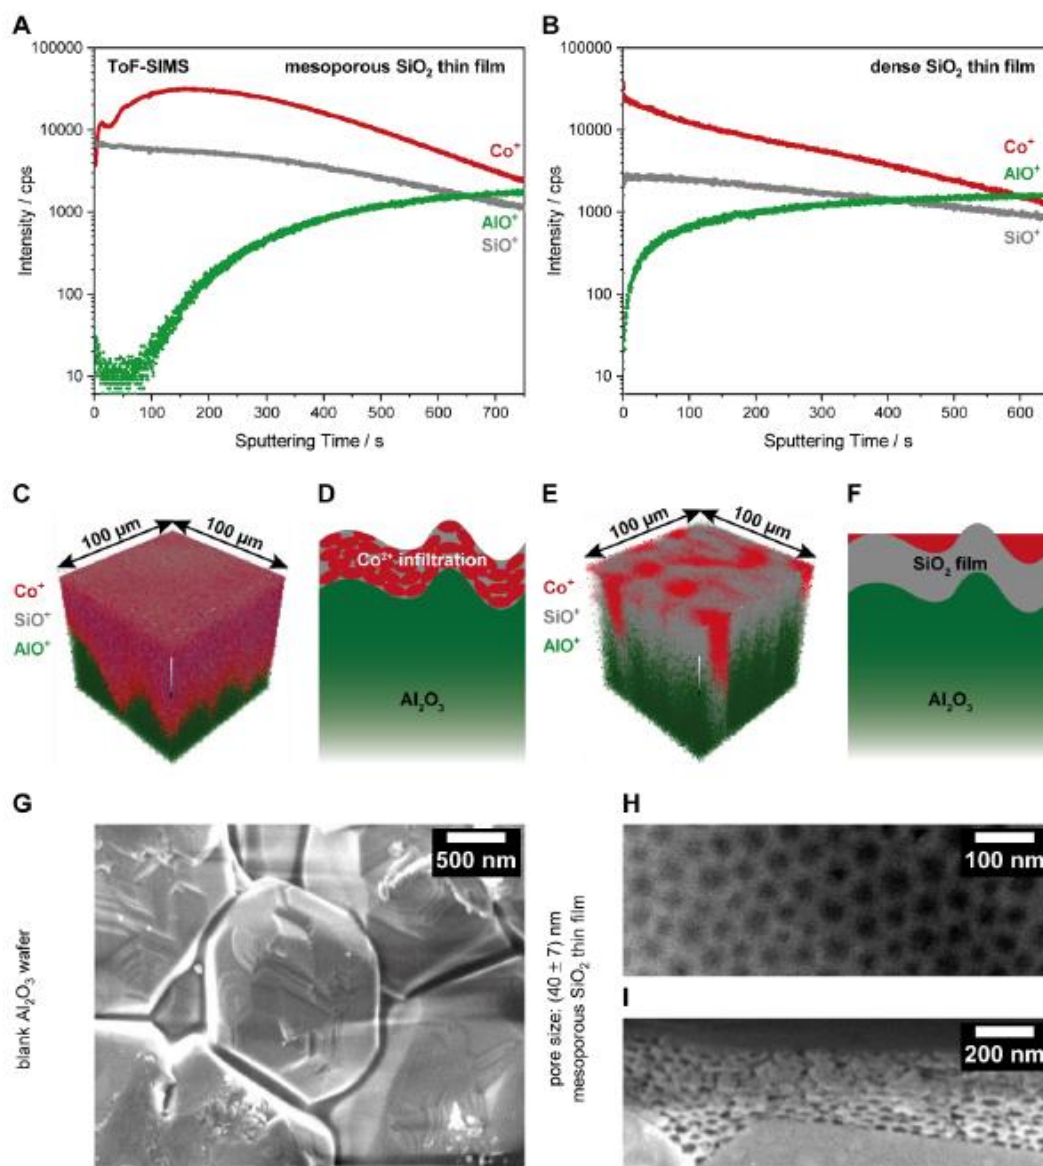 A
100000
10000
1000
100
10
Intensity / cps
ToF-SIMS
mesoporous SiO₂ thin film
Co⁺
AlO⁺
SiO⁺
0 100 200 300 400 500 600 700
Sputtering Time / s
B
100000
10000
1000
100
10
Intensity / cps
dense SiO₂ thin film
Co⁺
AlO⁺
SiO⁺
0 100 200 300 400 500 600
Sputtering Time / s
C
100 µm
100 µm
Co⁺
SiO⁺
AlO⁺
D
Co²⁺ infiltration
Al₂O₃
E
100 µm
100 µm
Co⁺
SiO⁺
AlO⁺
F
SiO₂ film
Al₂O₃
G
blank Al₂O₃ wafer
500 nm
pore size: (40 ± 7) nm
mesoporous SiO₂ thin film
H
100 nm
I
200 nm